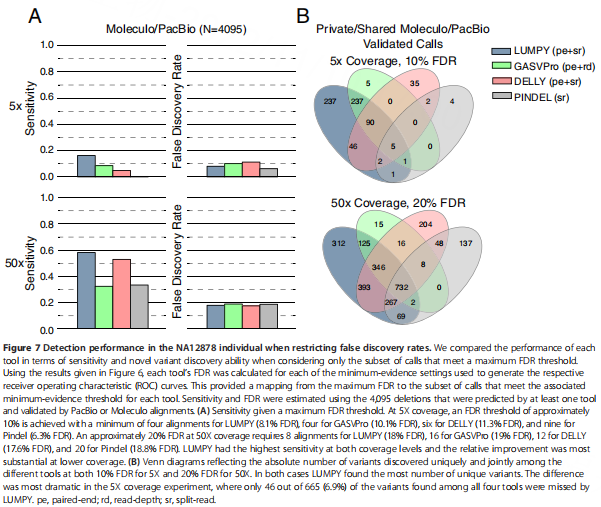 A
Moleculo/PacBio (N=4095)
B
Private/Shared Moleculo/PacBio
Validated Calls
5x Coverage, 10% FDR
LUMPY (pe+sr)
GASVPro (pe+rd)
DELLY (pe+sr)
PINDEL (sr)
5x
Sensitivity
1.0
0.8
0.6
0.4
0.2
0.0
False Discovery Rate
237
5
35
4
237
0
2
90
0
46
5
2
1
1
50x Coverage, 20% FDR
50x
Sensitivity
1.0
0.8
0.6
0.4
0.2
0.0
False Discovery Rate
312
15
204
137
125
16
48
346
8
393
732
0
267
2
69
Figure 7 Detection performance in the NA12878 individual when restricting false discovery rates. We compared the performance of each
tool in terms of sensitivity and novel variant discovery ability when considering only the subset of calls that meet a maximum FDR threshold.
Using the results given in Figure 6, each tool's FDR was calculated for each of the minimum-evidence settings used to generate the respective
receiver operating characteristic (ROC) curves. This provided a mapping from the maximum FDR to the subset of calls that meet the associated
minimum-evidence threshold for each tool. Sensitivity and FDR were estimated using the 4,095 deletions that were predicted by at least one tool
and validated by PacBio or Moleculo alignments. (A) Sensitivity given a maximum FDR threshold. At 5X coverage, an FDR threshold of approximately
10% is achieved with a minimum of four alignments for LUMPY (8.1% FDR), four for GASVPro (10.1% FDR), six for DELLY (11.3% FDR), and nine for
Pindel (6.3% FDR). An approximately 20% FDR at 50X coverage requires 8 alignments for LUMPY (18% FDR), 16 for GASVPro (19% FDR), 12 for DELLY
(17.6% FDR), and 20 for Pindel (18.8% FDR). LUMPY had the highest sensitivity at both coverage levels and the relative improvement was most
substantial at lower coverage. (B) Venn diagrams reflecting the absolute number of variants discovered uniquely and jointly among the
different tools at both 10% FDR for 5X and 20% FDR for 50X. In both cases LUMPY found the most number of unique variants. The difference
was most dramatic in the 5X coverage experiment, where only 46 out of 665 (6.9%) of the variants found among all four tools were missed by
LUMPY. pe, paired-end; rd, read-depth; sr, split-read.